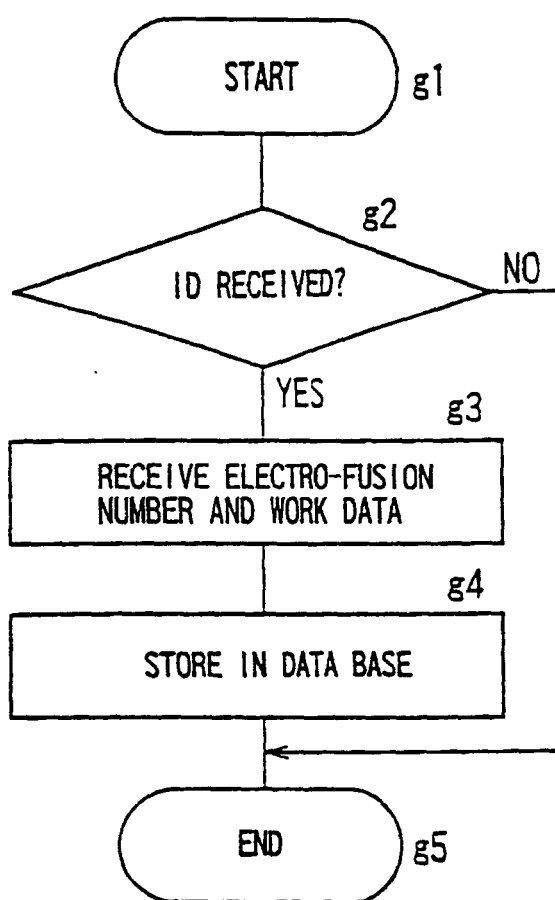 START
g1
g2
ID RECEIVED?
NO
YES
g3
RECEIVE ELECTRO-FUSION
NUMBER AND WORK DATA
g4
STORE IN DATA BASE
END
g5